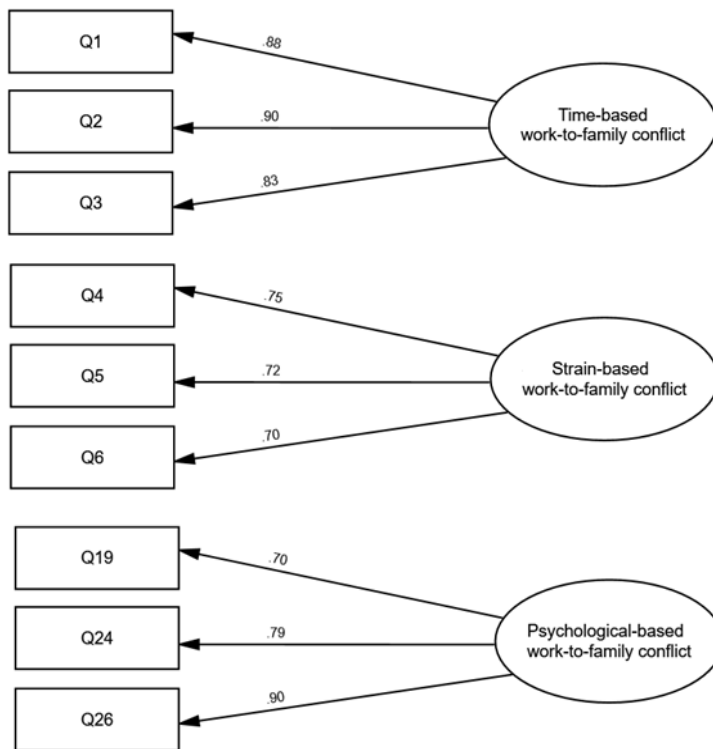 Q1
.88
Q2
.90
Q3
.83
Time-based
work-to-family conflict
Q4
.75
Q5
.72
Q6
.70
Strain-based
work-to-family conflict
Q19
.70
Q24
.79
Q26
.90
Psychological-based
work-to-family conflict